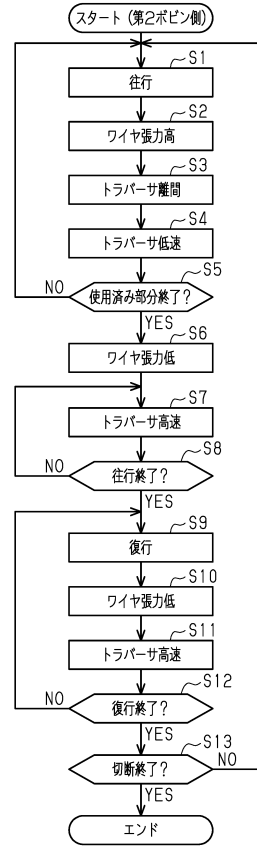 スタート(第2ボビン側)
S1
往行
S2
ワイヤ張力高
S3
トラバーサ離間
S4
トラバーサ低速
S5
使用済み部分終了?
NO
YES
S6
ワイヤ張力低
S7
トラバーサ高速
S8
往行終了?
NO
YES
S9
復行
S10
ワイヤ張力低
S11
トラバーサ高速
S12
復行終了?
NO
YES
S13
切断終了?
NO
YES
エンド